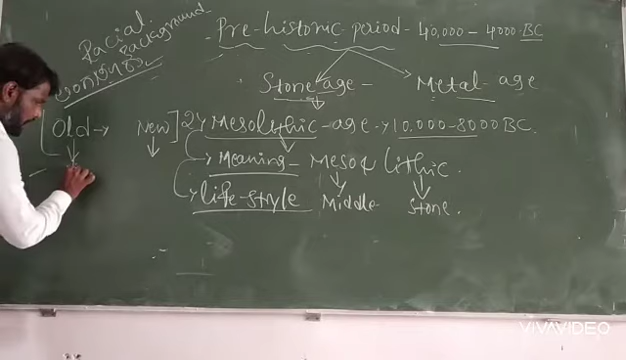 Racial Background
Pre-historic period - 40,000 - 4000 BC
Stone age - Metal age
[Old → New] 2) Mesolithic-age → 10.000-8000 BC.
→ Meaning - Meso & Lithic.
→ life-style Middle Stone.
VIVAVIDEO